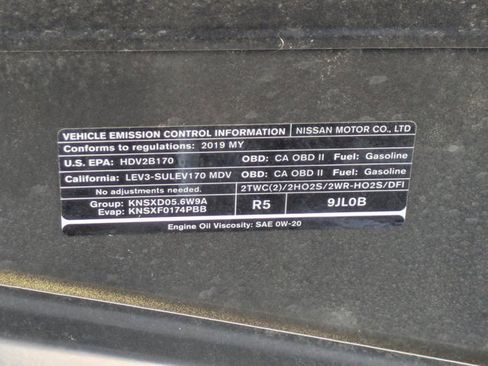 VEHICLE EMISSION CONTROL INFORMATION NISSAN MOTOR CO., LTD
Conforms to regulations: 2019 MY
U.S. EPA: HDV2B170 OBD: CA OBD II Fuel: Gasoline
California: LEV3-SULEV170 MDV OBD: CA OBD II Fuel: Gasoline
No adjustments needed. 2TWC(2)/2HO2S/2WR-HO2S/DFI
Group: KNSXD05.6W9A
Evap: KNSXF0174PBB R5 9JL0B
Engine Oil Viscosity: SAE 0W-20